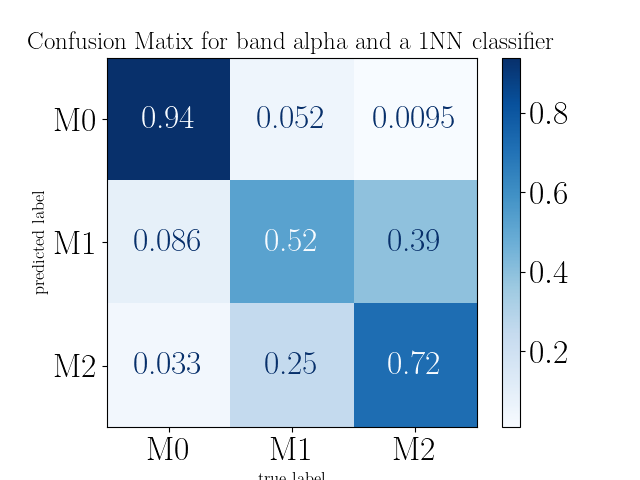 Confusion Matix for band alpha and a 1NN classifier
M0 0.94 0.052 0.0095
M1 0.086 0.52 0.39
M2 0.033 0.25 0.72
M0 M1 M2
predicted label
true label
0.8
0.6
0.4
0.2